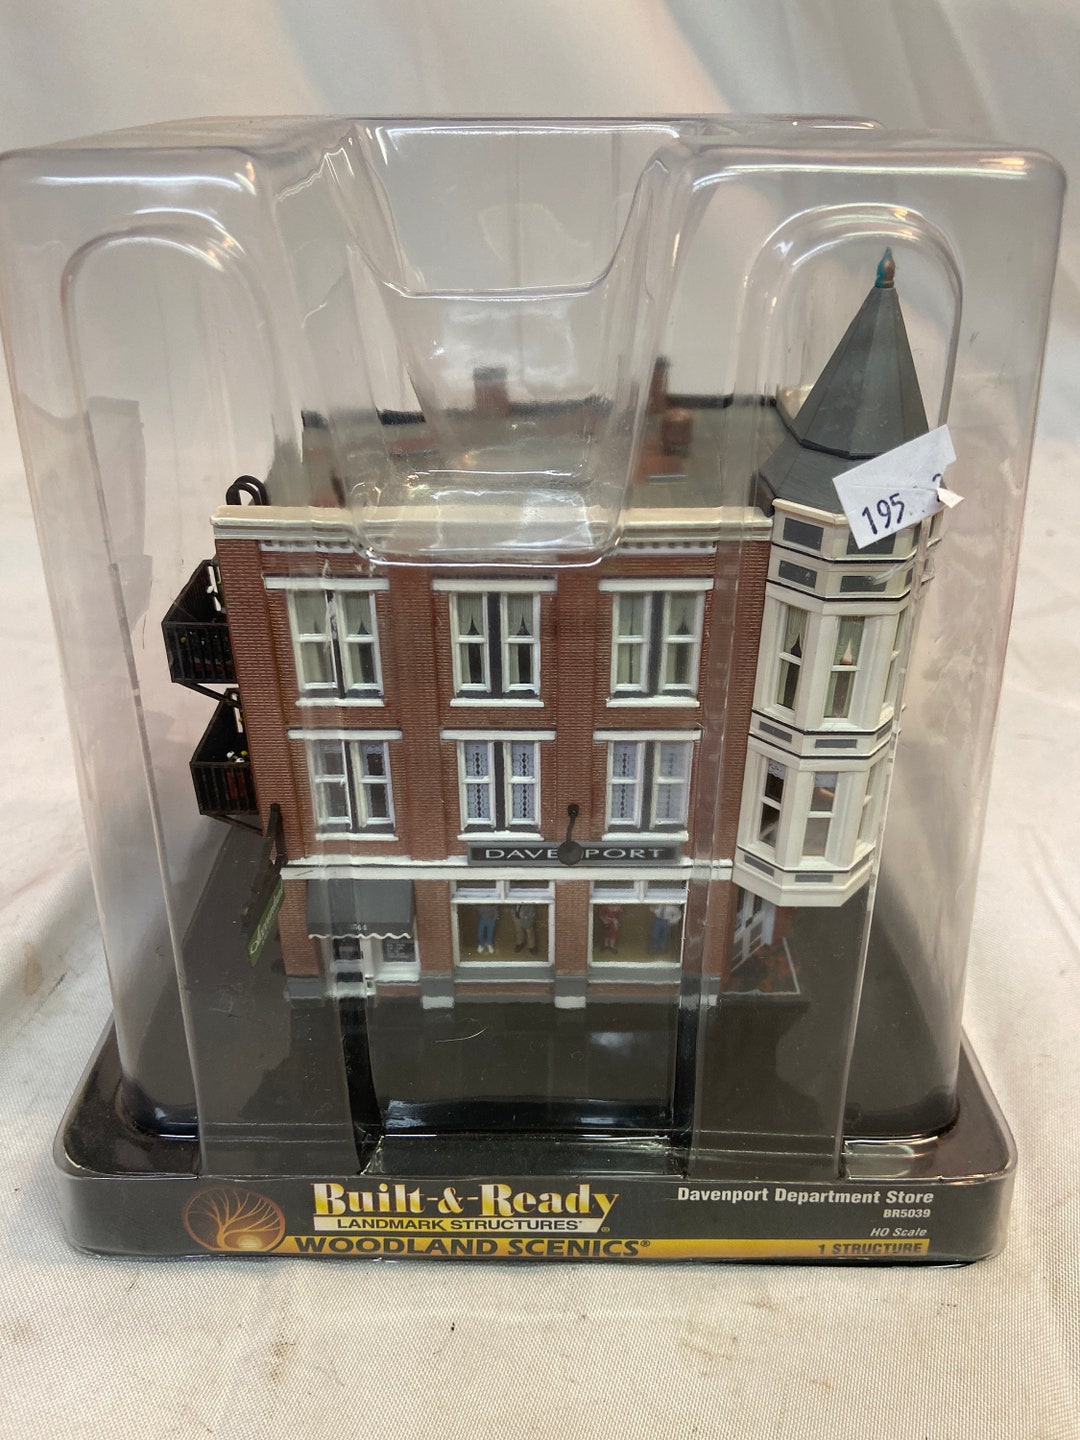 195..
DAVENPORT
Built-&-Ready
LANDMARK STRUCTURES®
WOODLAND SCENICS®
Davenport Department Store
BR5039
HO Scale
1 STRUCTURE